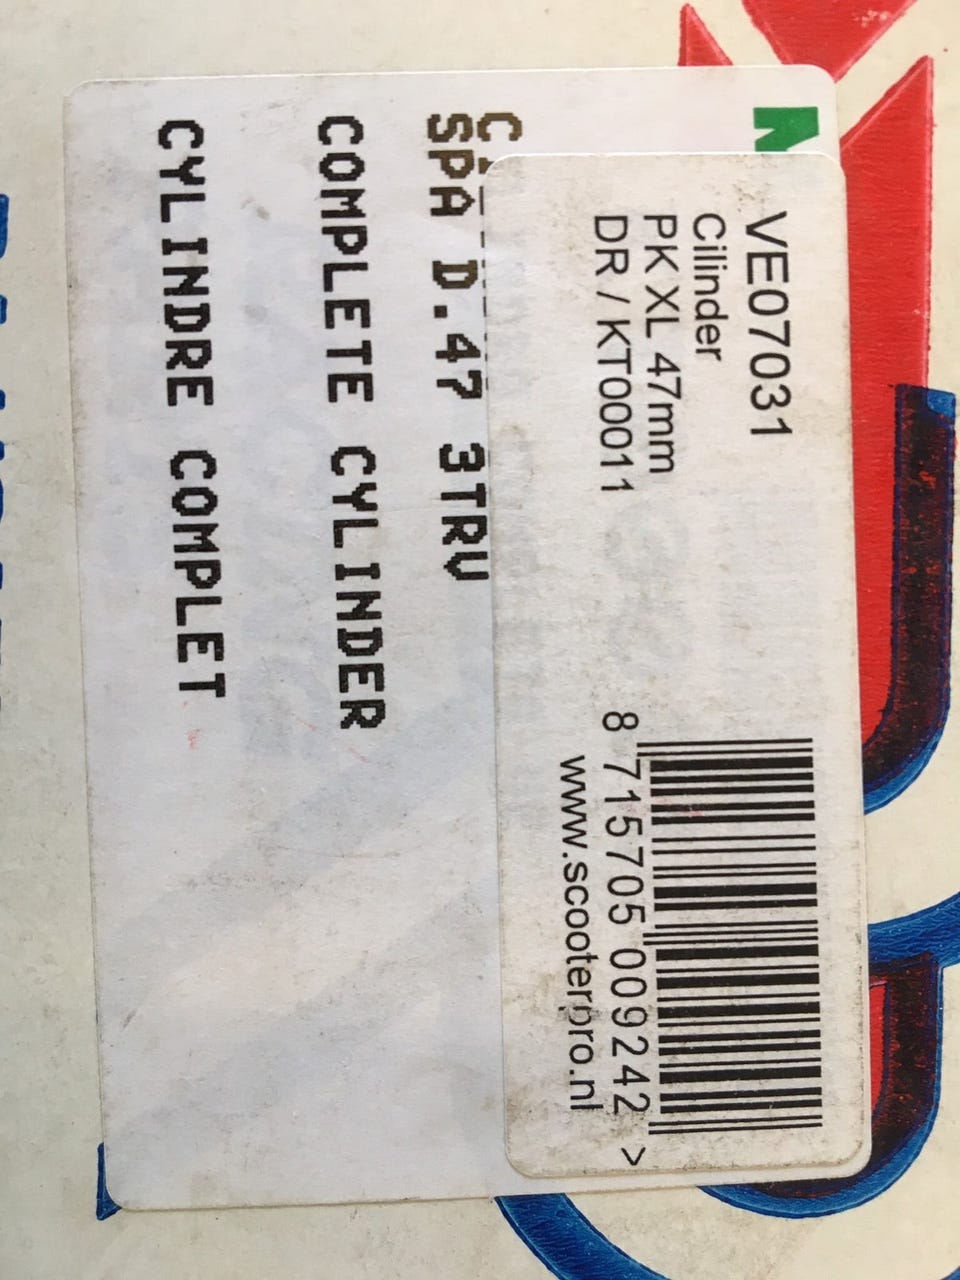 VE07031
Cilinder
PK XL 47mm
DR / KT00011
8 715705 009242 >
www.scooterpro.nl
SPA D.47 3TRV
COMPLETE CYLINDER
CYLINDRE COMPLET